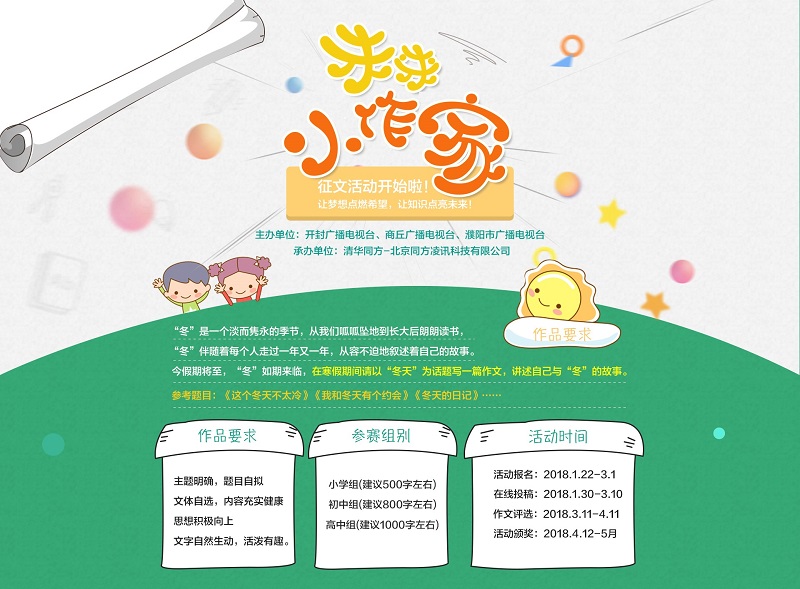 小作家
征文活动开始啦！
让梦想点燃希望，让知识点亮未来！
主办单位：开封广播电视台、商丘广播电视台、濮阳市广播电视台
承办单位：清华同方-北京同方凌讯科技有限公司
作品要求
“冬”是一个淡而隽永的季节，从我们呱呱坠地到长大后朗朗读书，
“冬”伴随着每个人走过一年又一年，从容不迫地叙述着自己的故事。
今假期将至，“冬”如期来临，在寒假期间请以“冬天”为话题写一篇作文，讲述自己与“冬”的故事。
参考题目：《这个冬天不太冷》《我和冬天有个约会》《冬天的日记》……
作品要求
主题明确，题目自拟
文体自选，内容充实健康
思想积极向上
文字自然生动，活泼有趣。
参赛组别
小学组(建议500字左右)
初中组(建议800字左右)
高中组(建议1000字左右)
活动时间
活动报名：2018.1.22-3.1
在线投稿：2018.1.30-3.10
作文评选：2018.3.11-4.11
活动颁奖：2018.4.12-5月